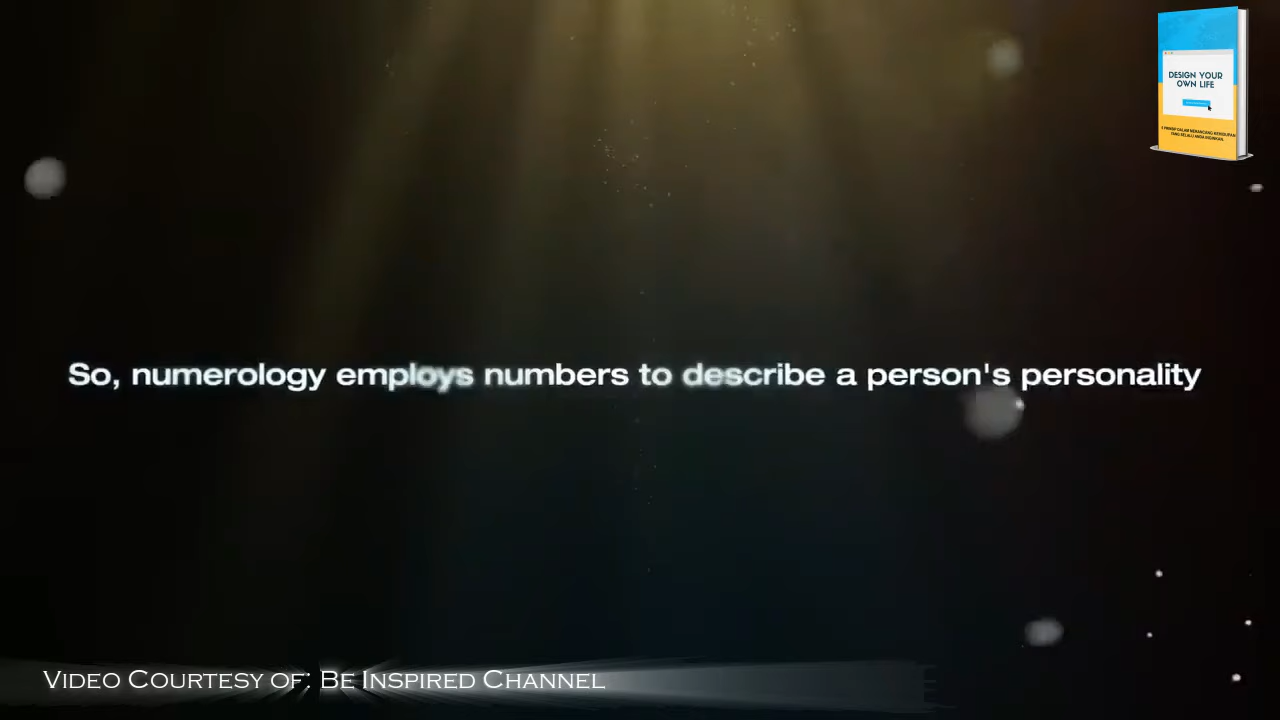 DESIGN YOUR
OWN LIFE
So, numerology employs numbers to describe a person's personality
VIDEO COURTESY OF: BE INSPIRED CHANNEL